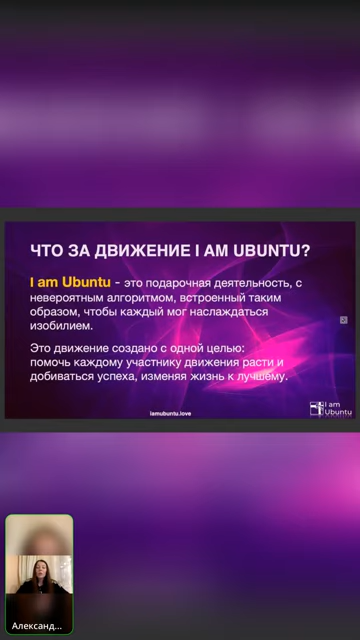 ЧТО ЗА ДВИЖЕНИЕ I AM UBUNTU?
I am Ubuntu - это подарочная деятельность, с
невероятным алгоритмом, встроенный таким
образом, чтобы каждый мог наслаждаться
изобилием.
Это движение создано с одной целью:
помочь каждому участнику движения расти и
добиваться успеха, изменяя жизнь к лучшему.
iamubuntu.love
I am
Ubuntu
Александ...